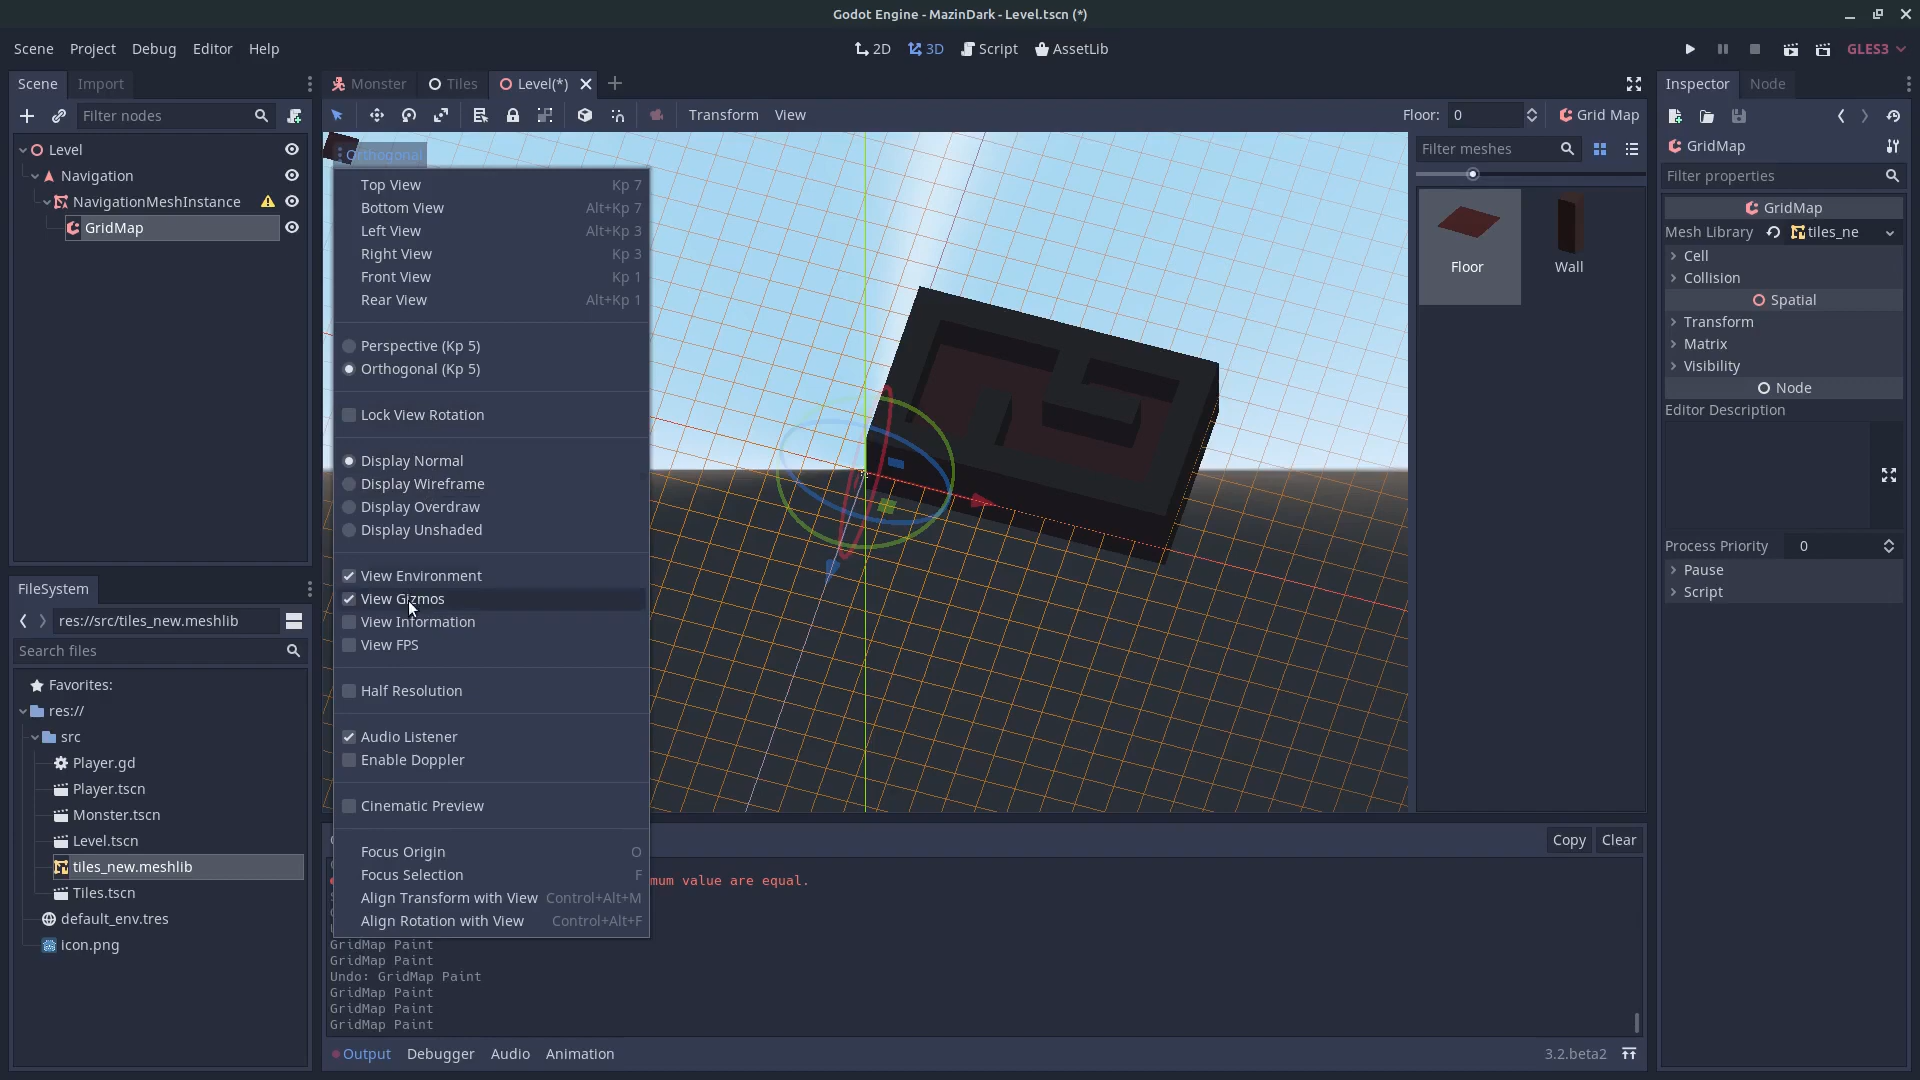 Godot Engine - MazinDark - Level.tscn (*)
Scene Project Debug Editor Help
2D 3D Script AssetLib
GLES3
Scene Import
Filter nodes
Level
Navigation
NavigationMeshInstance
GridMap
FileSystem
res://src/tiles_new.meshlib
Search files
Favorites:
res://
src
Player.gd
Player.tscn
Monster.tscn
Level.tscn
tiles_new.meshlib
Tiles.tscn
default_env.tres
icon.png
Monster Tiles Level(*)
Transform View
Floor: 0
Grid Map
Orthogonal
Top View Kp 7
Bottom View Alt+Kp 7
Left View Alt+Kp 3
Right View Kp 3
Front View Kp 1
Rear View Alt+Kp 1
Perspective (Kp 5)
Orthogonal (Kp 5)
Lock View Rotation
Display Normal
Display Wireframe
Display Overdraw
Display Unshaded
View Environment
View Gizmos
View Information
View FPS
Half Resolution
Audio Listener
Enable Doppler
Cinematic Preview
Focus Origin O
Focus Selection F
Align Transform with View Control+Alt+M
Align Rotation with View Control+Alt+F
Filter meshes
Floor
Wall
Copy Clear
mum value are equal.
GridMap Paint
GridMap Paint
Undo: GridMap Paint
GridMap Paint
GridMap Paint
GridMap Paint
Output Debugger Audio Animation
3.2.beta2
Inspector Node
GridMap
Filter properties
GridMap
Mesh Library tiles_ne
Cell
Collision
Spatial
Transform
Matrix
Visibility
Node
Editor Description
Process Priority 0
Pause
Script